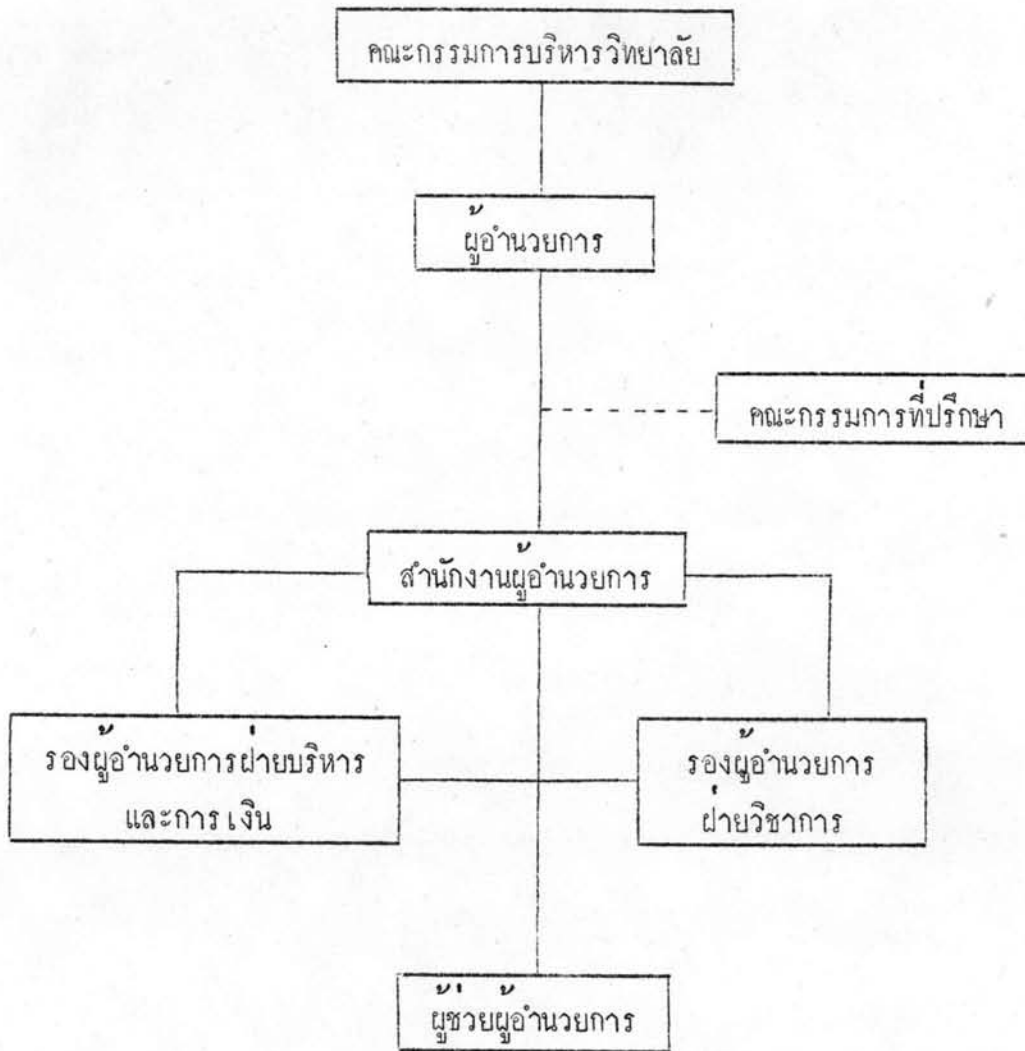 คณะกรรมการบริหารวิทยาลัย
ผู้อำนวยการ
คณะกรรมการที่ปรึกษา
สำนักงานผู้อำนวยการ
รองผู้อำนวยการฝ่ายบริหาร
และการเงิน
รองผู้อำนวยการ
ฝ่ายวิชาการ
ผู้ช่วยผู้อำนวยการ